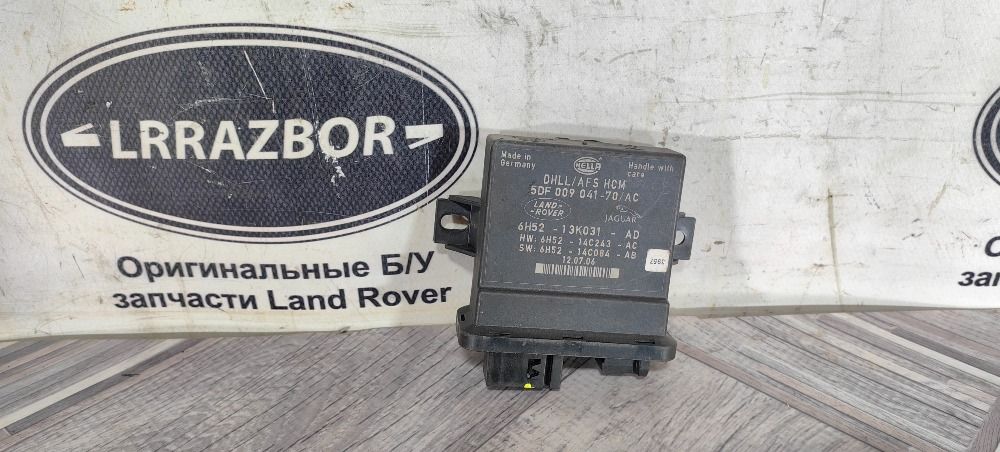 LRRAZBOR
Оригинальные Б/У
запчасти Land Rover
Made in
Germany
HELLA
Handle with
care
DHLL/AFS HCM
5DF 009 041-70/AC
LAND-
ROVER
JAGUAR
6H52 - 13K031 - AD
HW: 6H52 - 14C243 - AC
SW: 6H52 - 14C084 - AB
12.07.06
3957